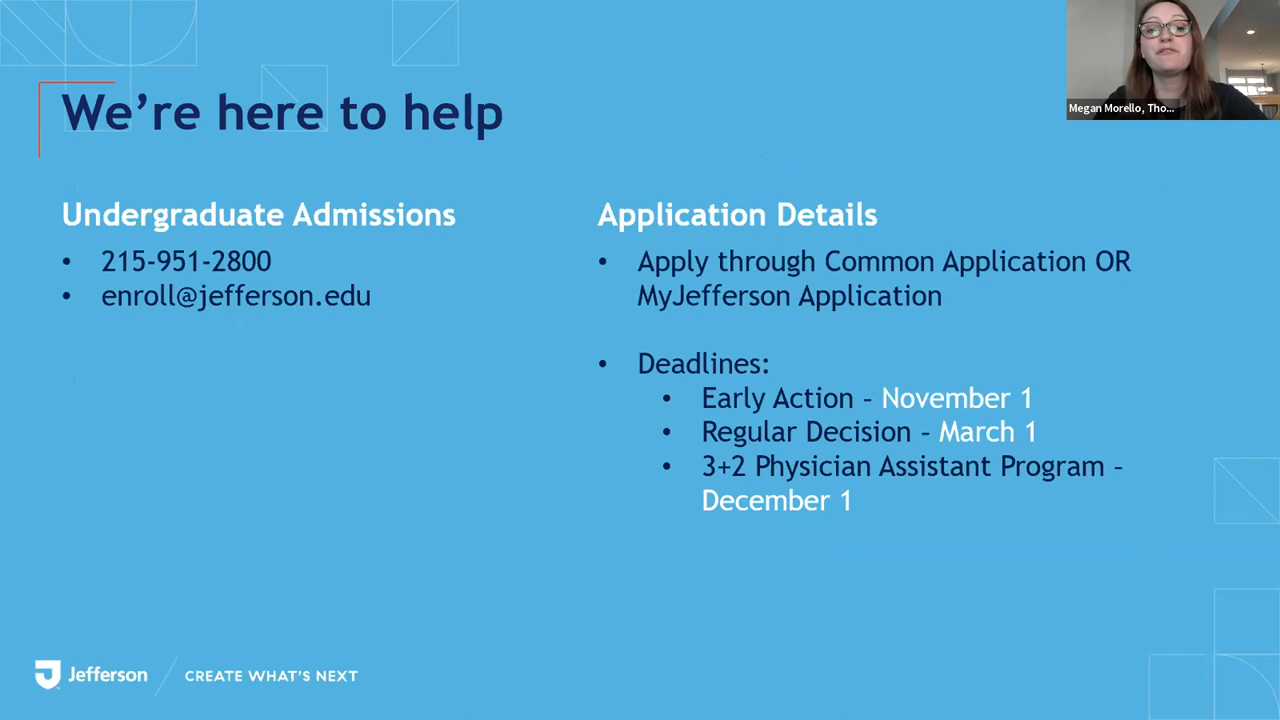 We're here to help
Megan Morello, Tho...
Undergraduate Admissions
• 215-951-2800
• enroll@jefferson.edu
Application Details
• Apply through Common Application OR
MyJefferson Application
• Deadlines:
• Early Action – November 1
• Regular Decision – March 1
• 3+2 Physician Assistant Program –
December 1
Jefferson
CREATE WHAT'S NEXT